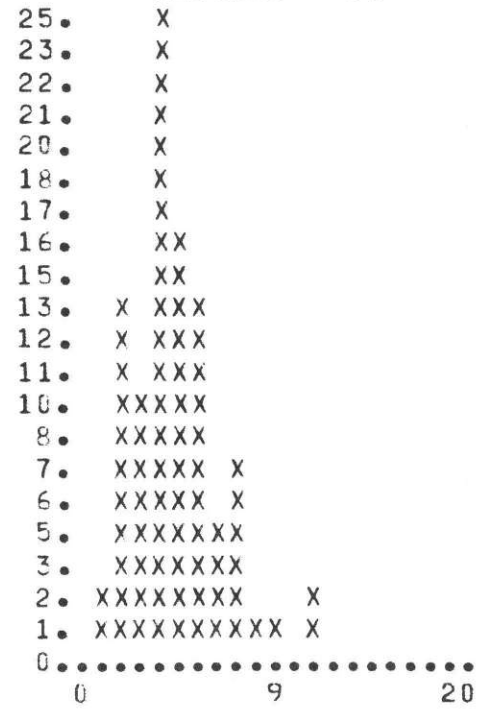 25. X
23. X
22. X
21. X
20. X
18. X
17. X
16. XX
15. XX
13. X XXX
12. X XXX
11. X XXX
10. XXXXX
8. XXXXX
7. XXXXX X
6. XXXXX X
5. XXXXXXX
3. XXXXXXX
2. XXXXXXXX X
1. XXXXXXXXXX X
0.......................
0 9 20